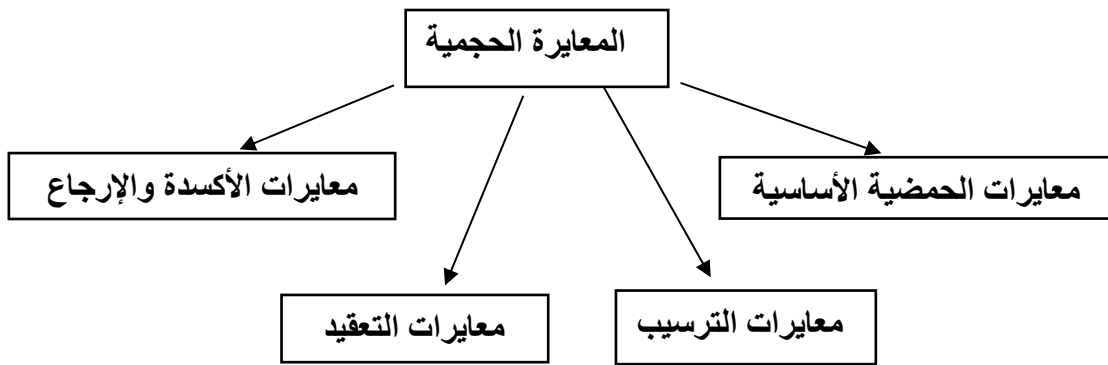 المعايرة الحجمية
معايرات الحمضية الأساسية
معايرات الأكسدة والإرجاع
معايرات الترسيب
معايرات التعقيد